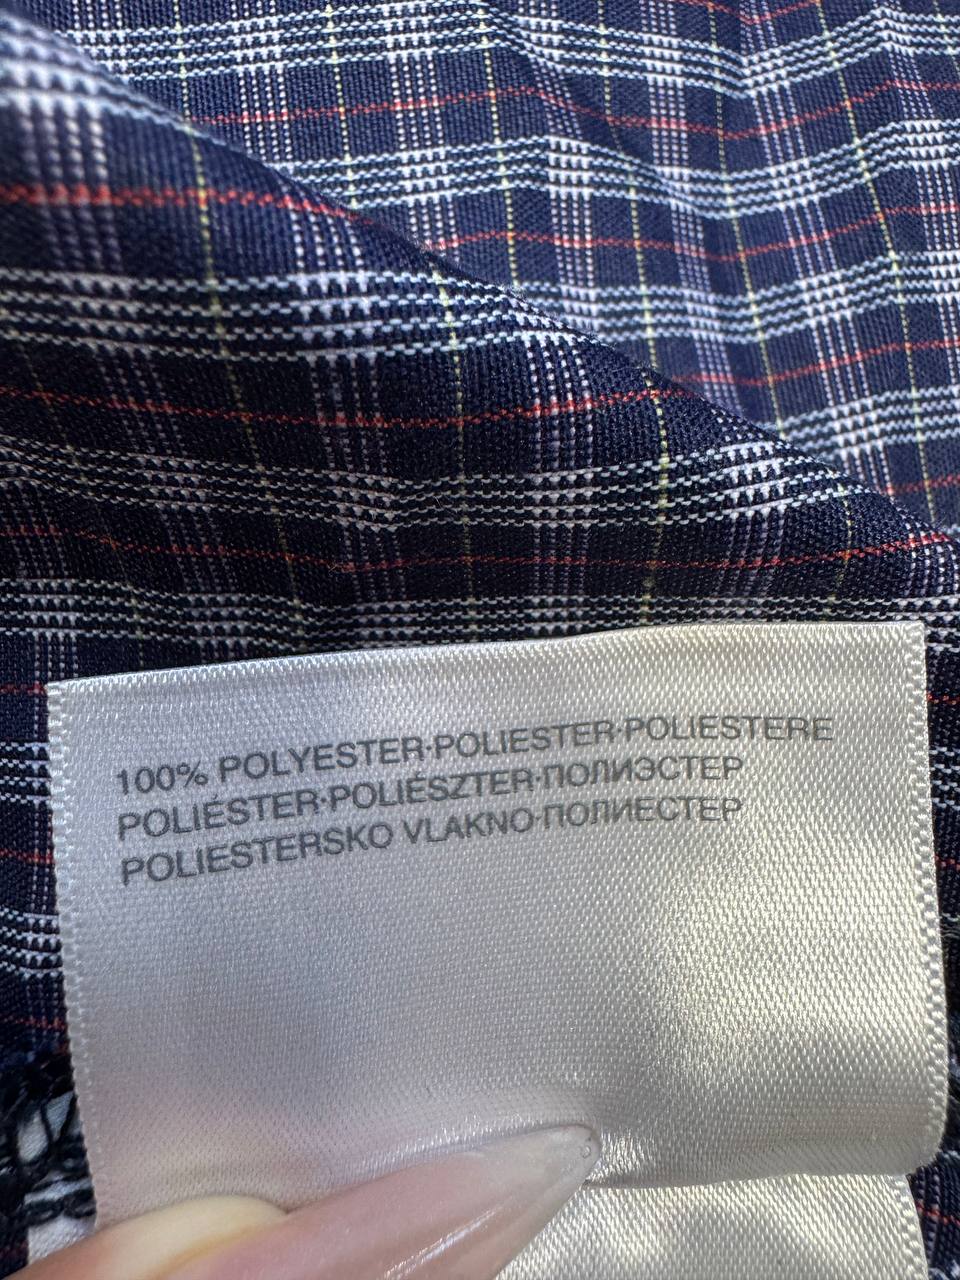 100% POLYESTER·POLIESTER·POLIESTERE
POLIÉSTER·POLIÉSZTER·ПОЛИЭСТЕР
POLIESTERSKO VLAKNO·ПОЛИЕСТЕР